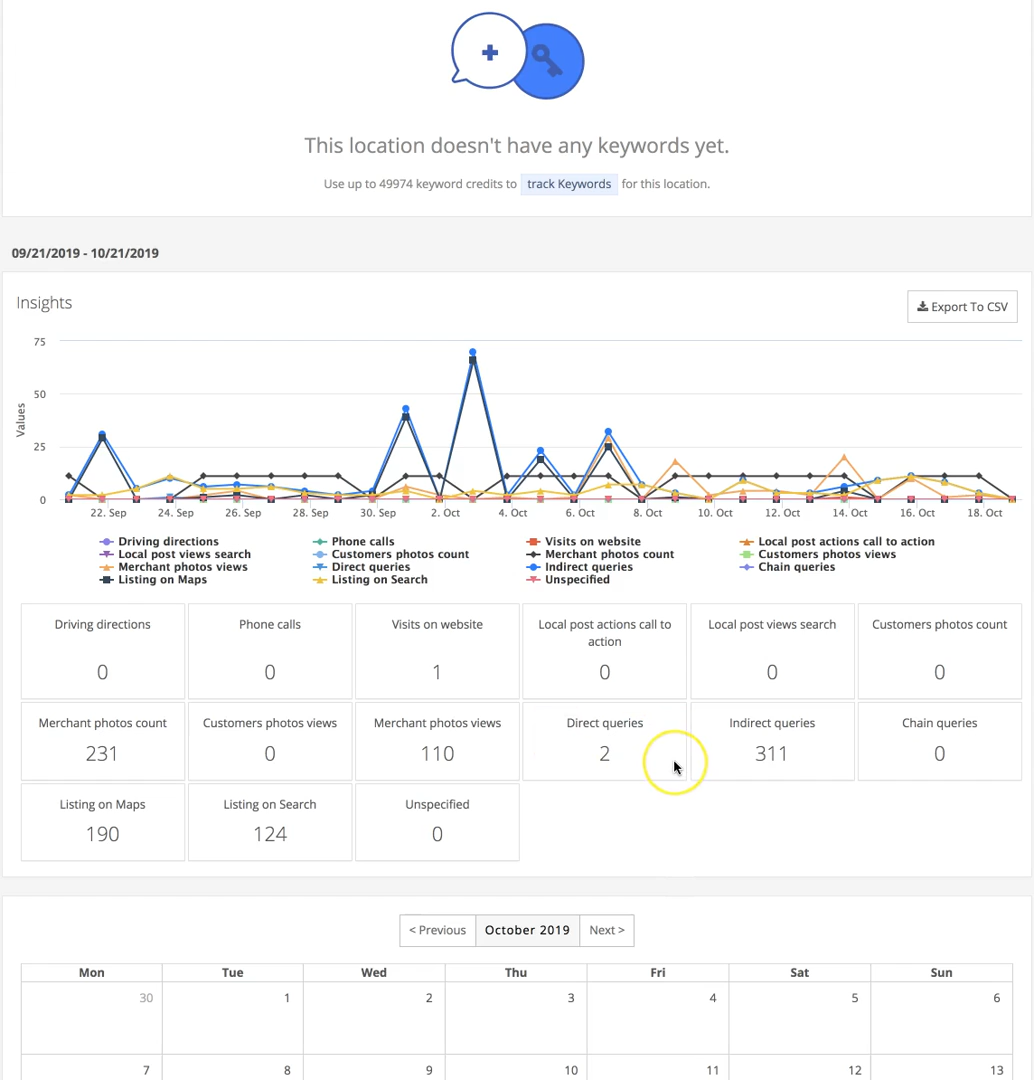 This location doesn't have any keywords yet.
Use up to 49974 keyword credits to track Keywords for this location.
09/21/2019 - 10/21/2019
Insights
Export To CSV
75
50
25
0
Values
22. Sep 24. Sep 26. Sep 28. Sep 30. Sep 2. Oct 4. Oct 6. Oct 8. Oct 10. Oct 12. Oct 14. Oct 16. Oct 18. Oct
Driving directions Phone calls Visits on website Local post actions call to action
Local post views search Customers photos count Merchant photos count Customers photos views
Merchant photos views Direct queries Indirect queries Chain queries
Listing on Maps Listing on Search Unspecified
Driving directions Phone calls Visits on website Local post actions call to action Local post views search Customers photos count
0 0 1 0 0 0
Merchant photos count Customers photos views Merchant photos views Direct queries Indirect queries Chain queries
231 0 110 2 311 0
Listing on Maps Listing on Search Unspecified
190 124 0
< Previous October 2019 Next >
Mon Tue Wed Thu Fri Sat Sun
30 1 2 3 4 5 6
7 8 9 10 11 12 13